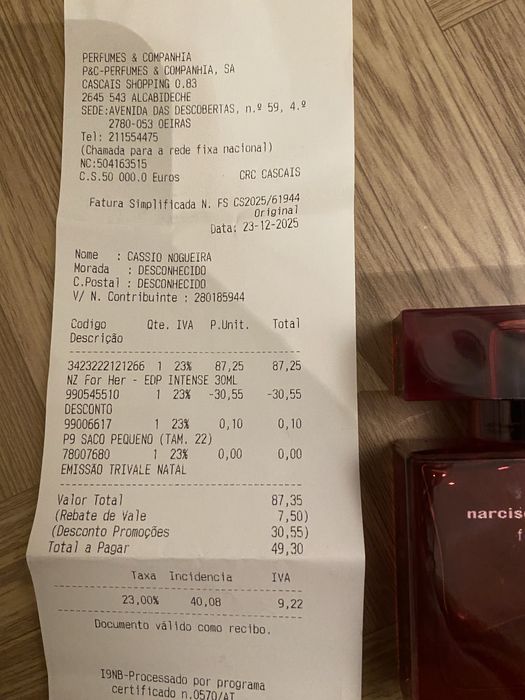 PERFUMES & COMPANHIA
P&C-PERFUMES & COMPANHIA, SA
CASCAIS SHOPPING 0.83
2645 543 ALCABIDECHE
SEDE:AVENIDA DAS DESCOBERTAS, n.º 59, 4.º
2780-053 OEIRAS
Tel: 211554475
(Chamada para a rede fixa nacional)
NC:504163515
C.S.50 000.0 Euros CRC CASCAIS
Fatura Simplificada N. FS CS2025/61944
Original
Data: 23-12-2025
Nome : CASSIO NOGUEIRA
Morada : DESCONHECIDO
C.Postal : DESCONHECIDO
V/ N. Contribuinte : 280185944
Codigo Qte. IVA P.Unit. Total
Descrição
3423222121266 1 23% 87,25 87,25
NZ For Her - EDP INTENSE 30ML
990545510 1 23% -30,55 -30,55
DESCONTO
99006617 1 23% 0,10 0,10
P9 SACO PEQUENO (TAM. 22)
78007680 1 23% 0,00 0,00
EMISSÃO TRIVALE NATAL
Valor Total 87,35
(Rebate de Vale 7,50)
(Desconto Promoções 30,55)
Total a Pagar 49,30
Taxa Incidencia IVA
23,00% 40,08 9,22
Documento válido como recibo.
I9NB-Processado por programa
certificado n.0570/AT
narcis
f